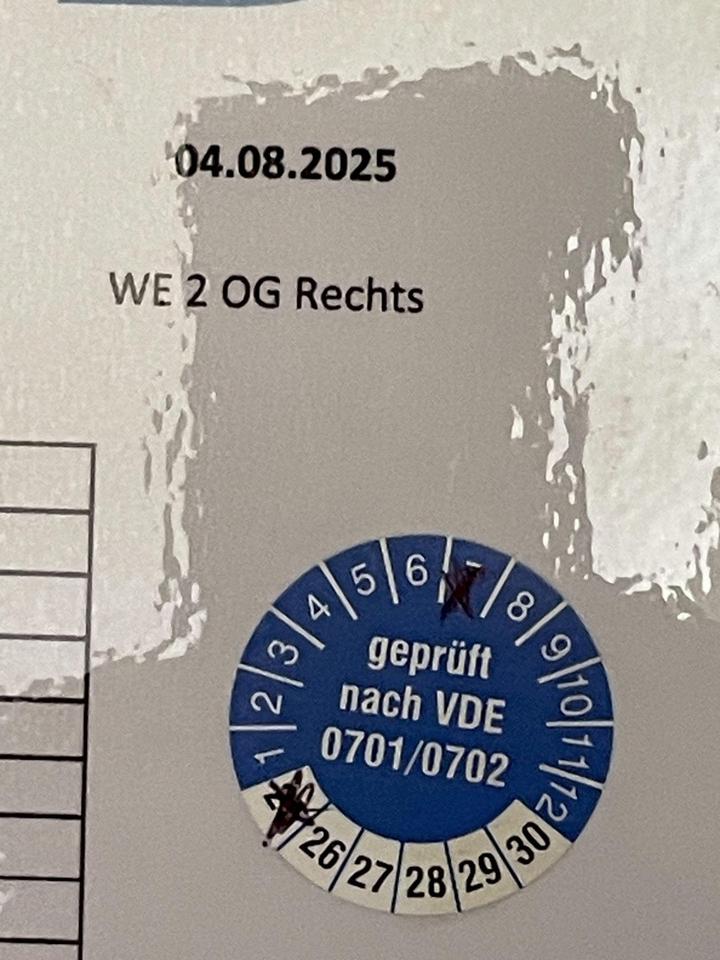 04.08.2025
WE 2 OG Rechts
1 2 3 4 5 6 7 8 9 10 11 12
geprüft
nach VDE
0701/0702
26 27 28 29 30